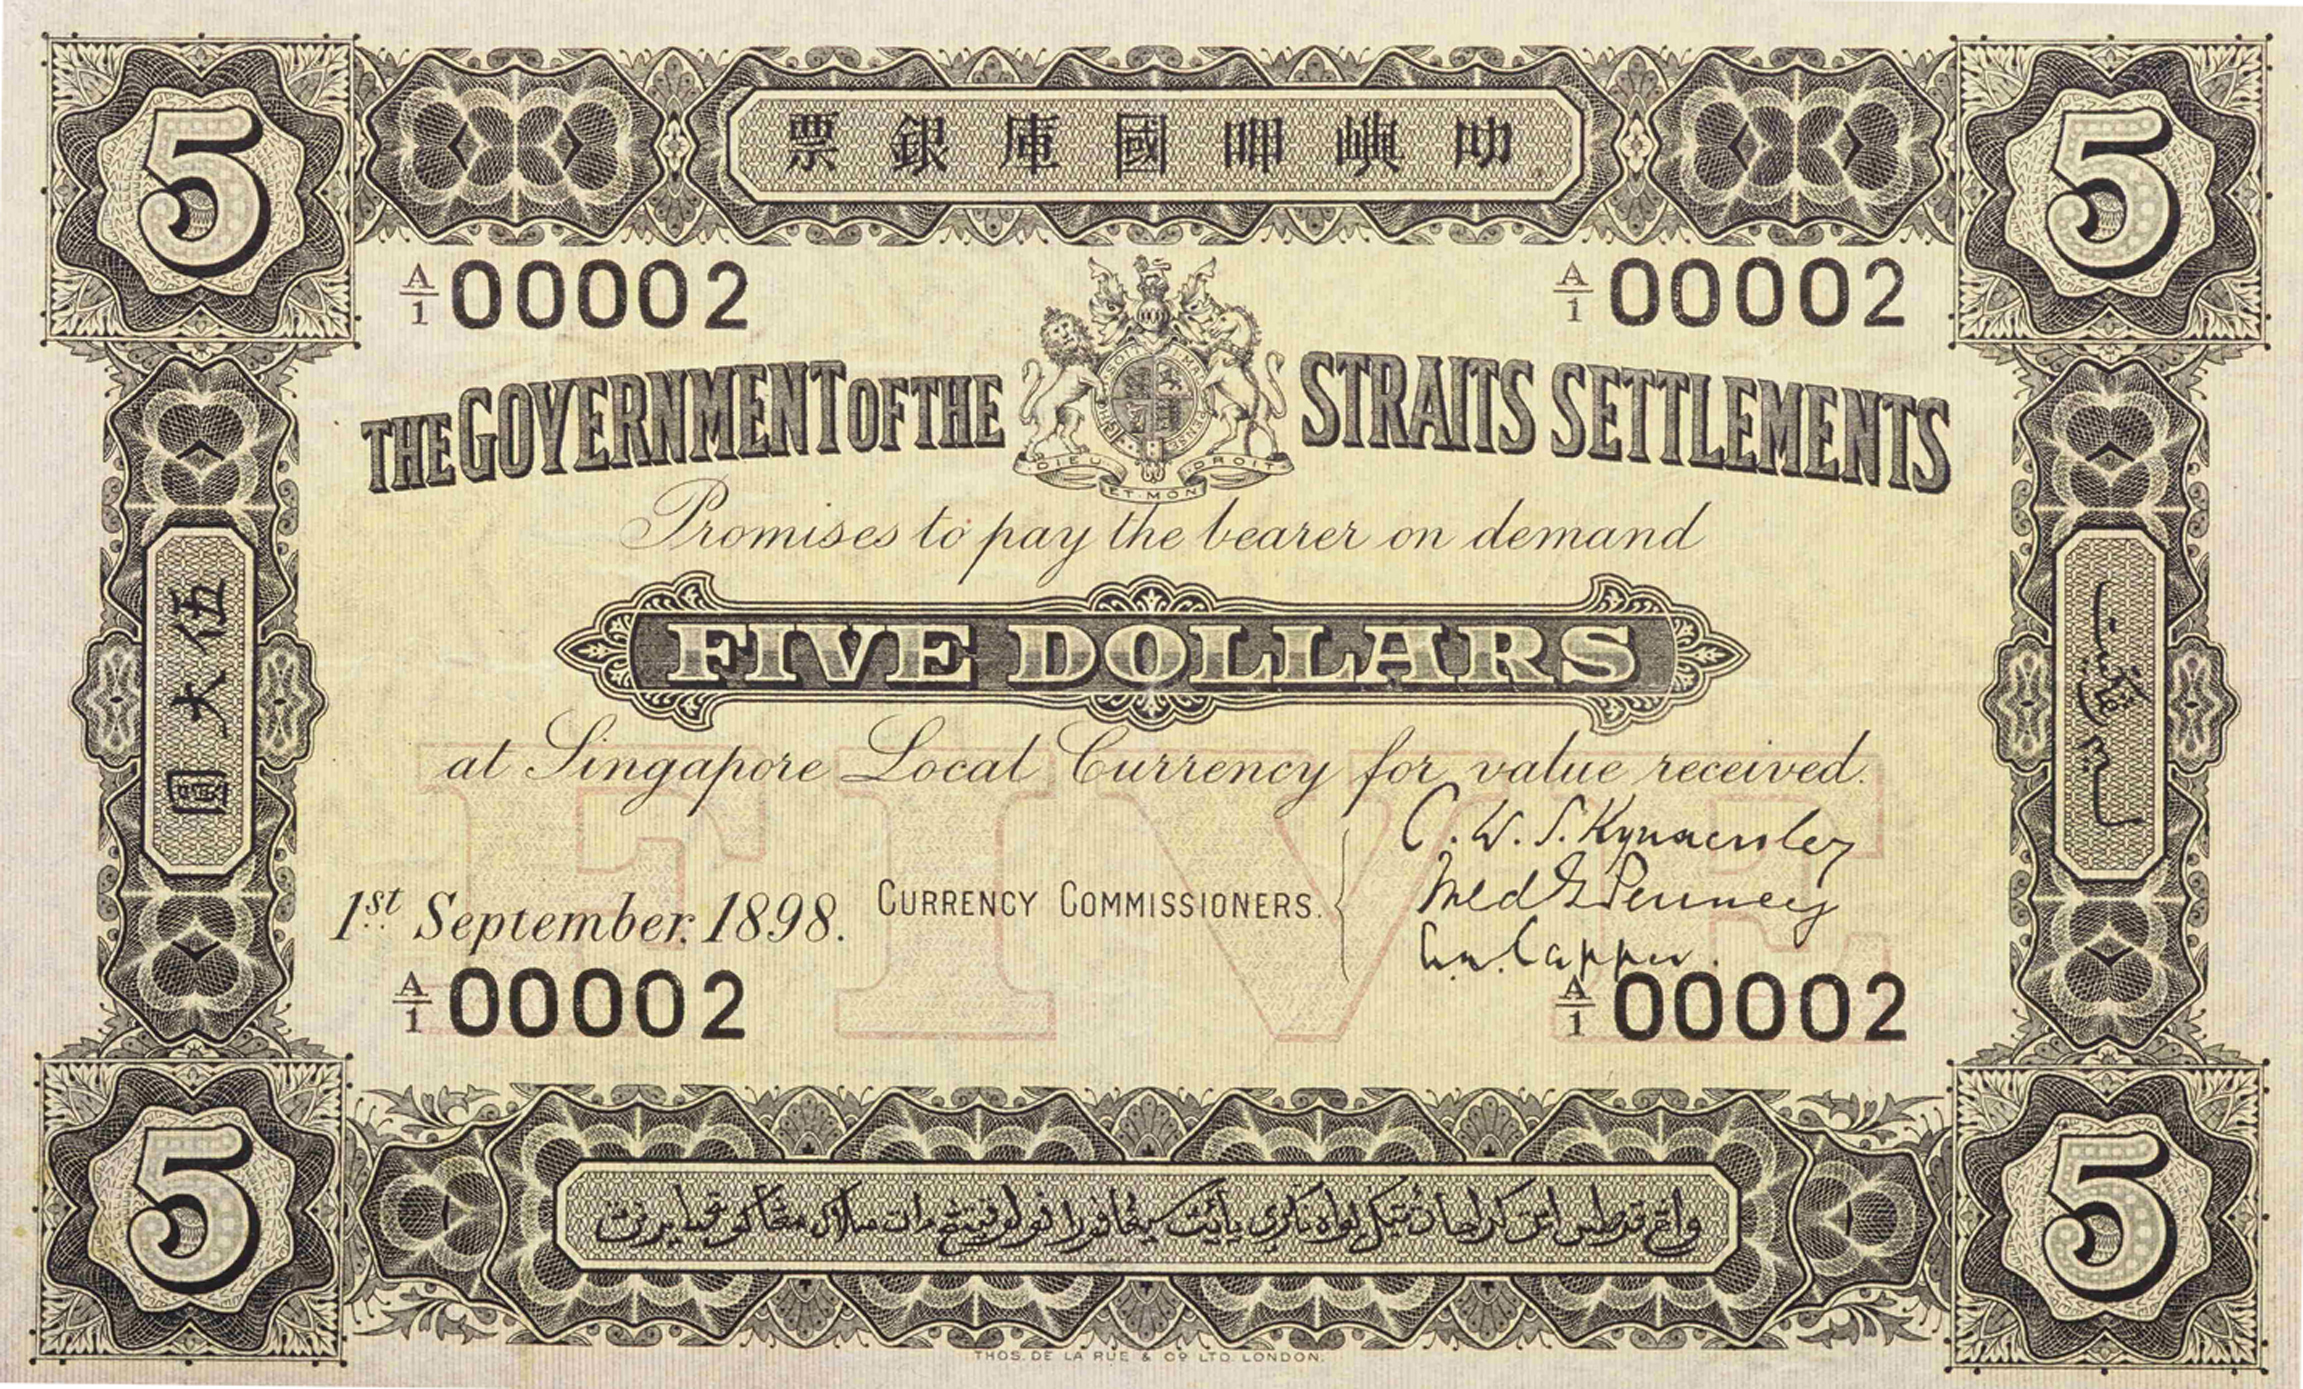 5
票銀庫國呷嶼叻
5
A/1 00002
A/1 00002
THE GOVERNMENT OF THE STRAITS SETTLEMENTS
DIEU ET MON DROIT
Promises to pay the bearer on demand
伍大圓
FIVE DOLLARS
ليم رڠڬيت
at Singapore Local Currency for value received.
FIVE
1st September, 1898.
CURRENCY COMMISSIONERS.
C. W. S. Kynnersley
A/1 00002
A/1 00002
5
5
THOS. DE LA RUE & CO LTD. LONDON.